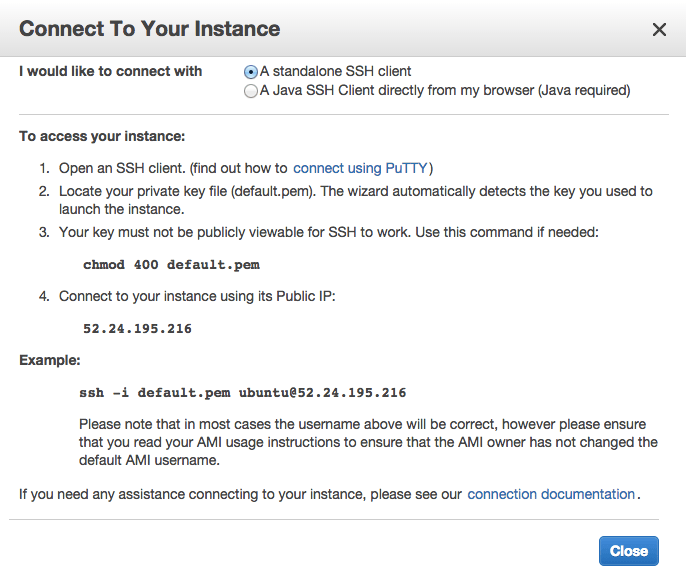 Connect To Your Instance
I would like to connect with
A standalone SSH client
A Java SSH Client directly from my browser (Java required)
To access your instance:
1. Open an SSH client. (find out how to connect using PuTTY)
2. Locate your private key file (default.pem). The wizard automatically detects the key you used to
launch the instance.
3. Your key must not be publicly viewable for SSH to work. Use this command if needed:
chmod 400 default.pem
4. Connect to your instance using its Public IP:
52.24.195.216
Example:
ssh -i default.pem ubuntu@52.24.195.216
Please note that in most cases the username above will be correct, however please ensure
that you read your AMI usage instructions to ensure that the AMI owner has not changed the
default AMI username.
If you need any assistance connecting to your instance, please see our connection documentation.
Close